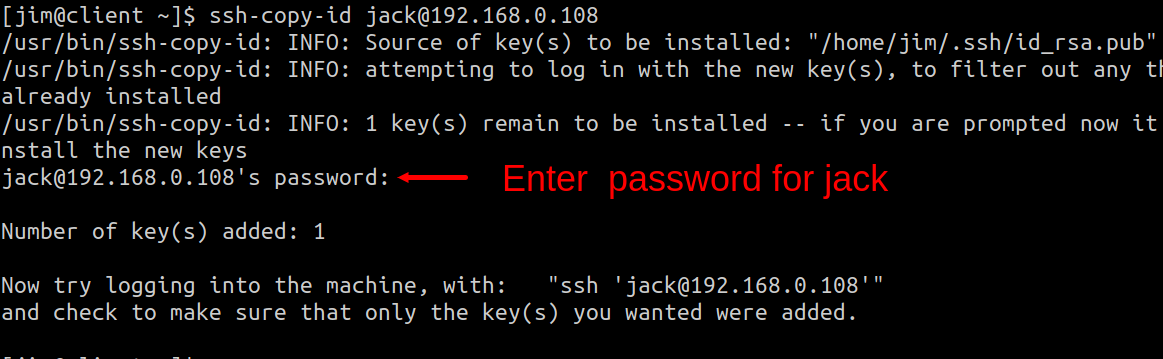 [jim@client ~]$ ssh-copy-id jack@192.168.0.108
/usr/bin/ssh-copy-id: INFO: Source of key(s) to be installed: "/home/jim/.ssh/id_rsa.pub"
/usr/bin/ssh-copy-id: INFO: attempting to log in with the new key(s), to filter out any th
already installed
/usr/bin/ssh-copy-id: INFO: 1 key(s) remain to be installed -- if you are prompted now it
nstall the new keys
jack@192.168.0.108's password: Enter password for jack
Number of key(s) added: 1
Now try logging into the machine, with: "ssh 'jack@192.168.0.108'"
and check to make sure that only the key(s) you wanted were added.